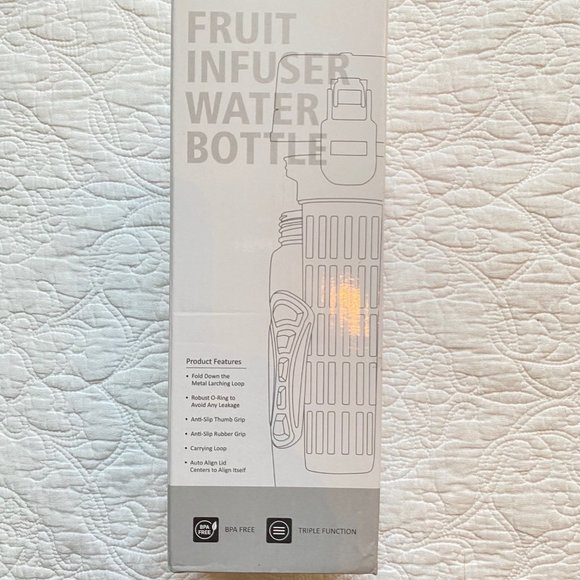 FRUIT
INFUSER
WATER
BOTTLE
Product Features
• Fold Down the
Metal Larching Loop
• Robust O-Ring to
Avoid Any Leakage
• Anti-Slip Thumb Grip
• Anti-Slip Rubber Grip
• Carrying Loop
• Auto Align Lid
Centers to Align Itself
BPA
FREE
BPA FREE
TRIPLE FUNCTION